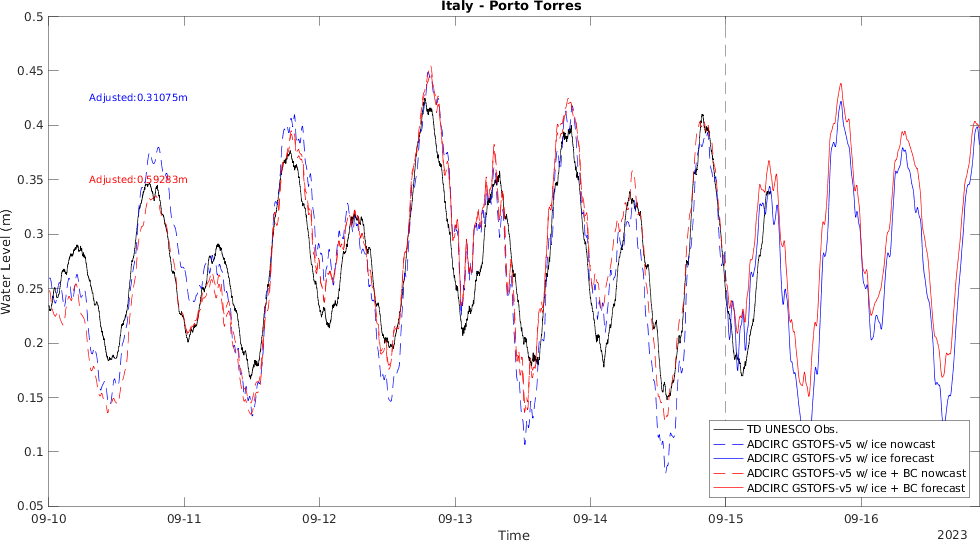 Italy - Porto Torres
0.5
0.45
0.4
0.35
0.3
0.25
0.2
0.15
0.1
0.05
Water Level (m)
Adjusted:0.31075m
TD UNESCO Obs.
ADCIRC GSTOFS-v5 w/ ice nowcast
ADCIRC GSTOFS-v5 w/ ice forecast
ADCIRC GSTOFS-v5 w/ ice + BC nowcast
ADCIRC GSTOFS-v5 w/ ice + BC forecast
09-10 09-11 09-12 09-13 09-14 09-15 09-16
Time
2023